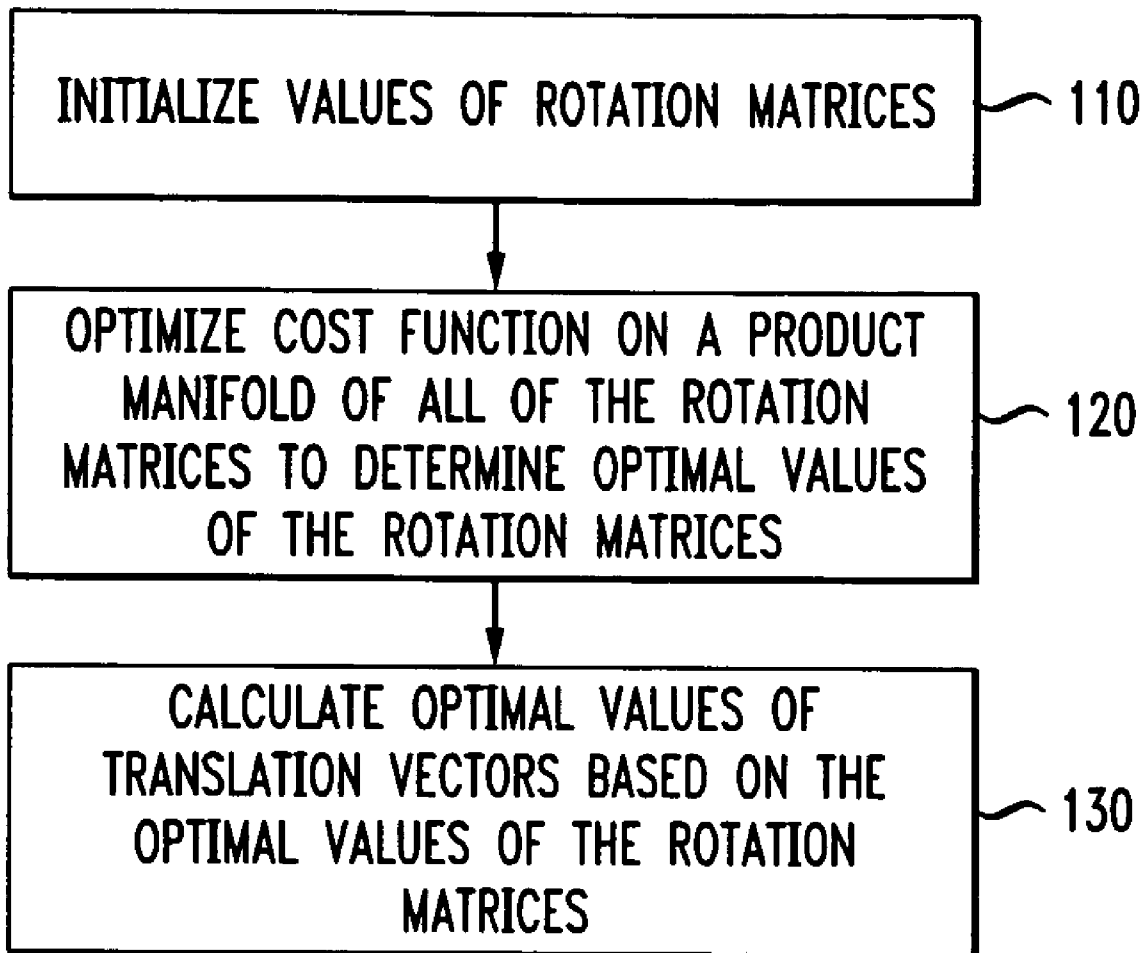 INITIALIZE VALUES OF ROTATION MATRICES
110
OPTIMIZE COST FUNCTION ON A PRODUCT
MANIFOLD OF ALL OF THE ROTATION
MATRICES TO DETERMINE OPTIMAL VALUES
OF THE ROTATION MATRICES
120
CALCULATE OPTIMAL VALUES OF
TRANSLATION VECTORS BASED ON THE
OPTIMAL VALUES OF THE ROTATION
MATRICES
130